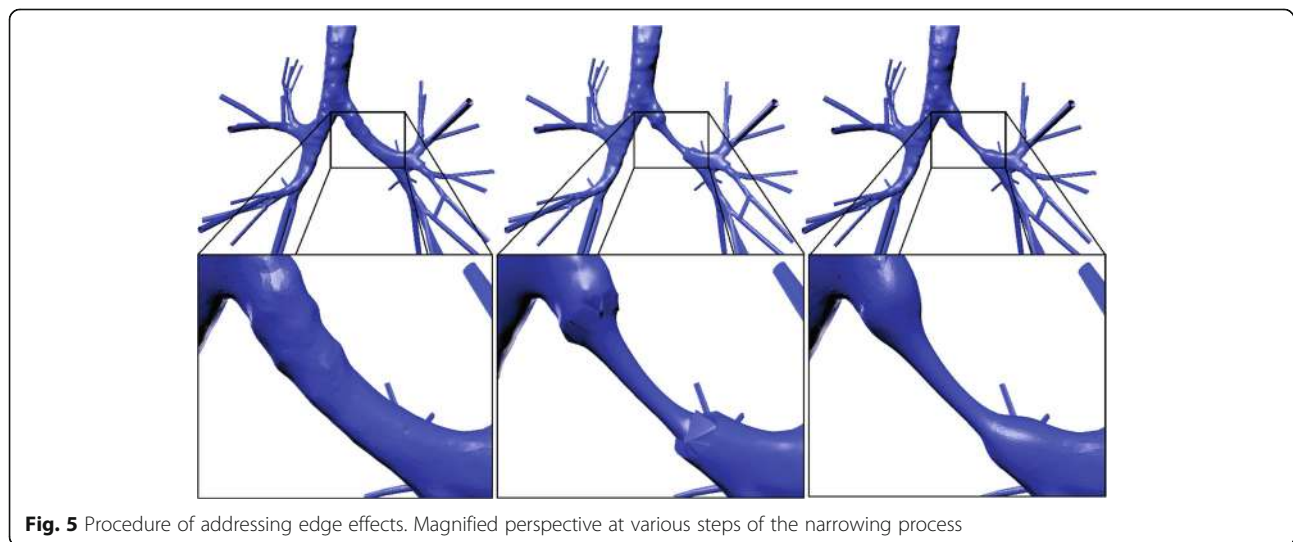 Fig. 5 Procedure of addressing edge effects. Magnified perspective at various steps of the narrowing process